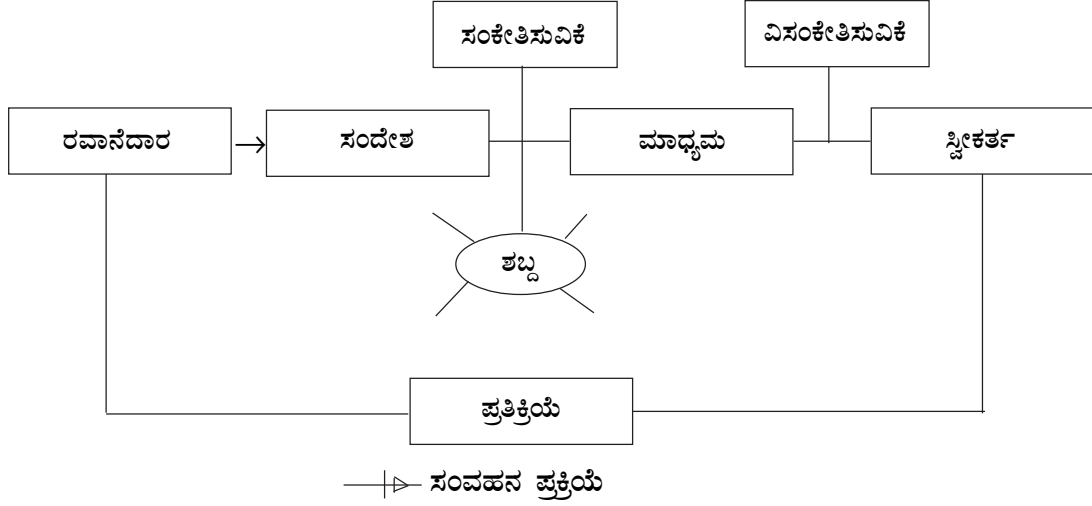 ಸಂಕೇತಿಸುವಿಕೆ
ವಿಸಂಕೇತಿಸುವಿಕೆ
ರವಾನೆದಾರ
ಸಂದೇಶ
ಮಾಧ್ಯಮ
ಸ್ವೀಕರ್ತ
ಶಬ್ದ
ಪ್ರತಿಕ್ರಿಯೆ
ಸಂವಹನ ಪ್ರಕ್ರಿಯೆ